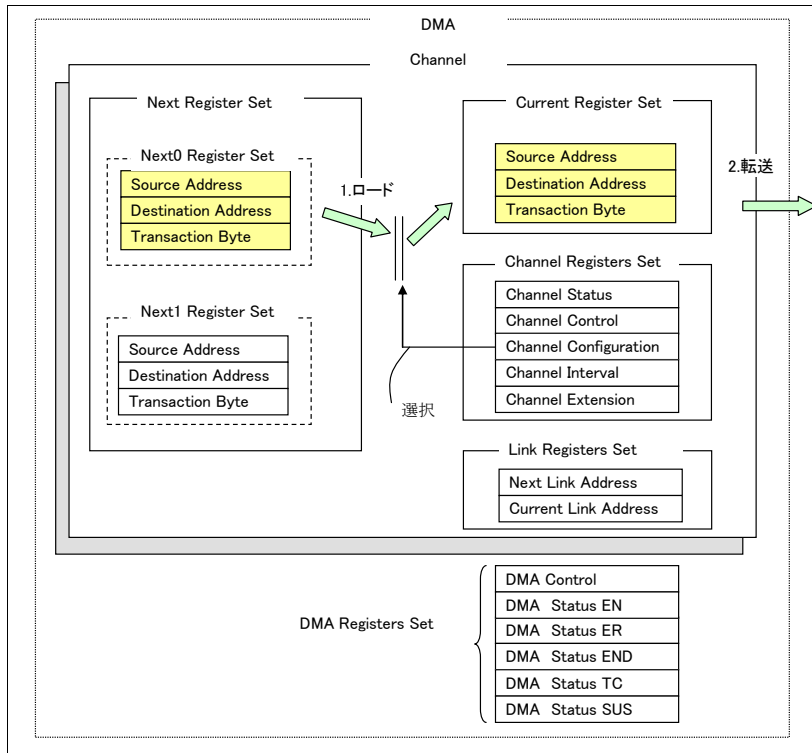 DMA
Channel
Next Register Set
Next0 Register Set
Source Address
Destination Address
Transaction Byte
Next1 Register Set
Source Address
Destination Address
Transaction Byte
1.ロード
選択
Current Register Set
Source Address
Destination Address
Transaction Byte
2.転送
Channel Registers Set
Channel Status
Channel Control
Channel Configuration
Channel Interval
Channel Extension
Link Registers Set
Next Link Address
Current Link Address
DMA Registers Set
DMA Control
DMA Status EN
DMA Status ER
DMA Status END
DMA Status TC
DMA Status SUS